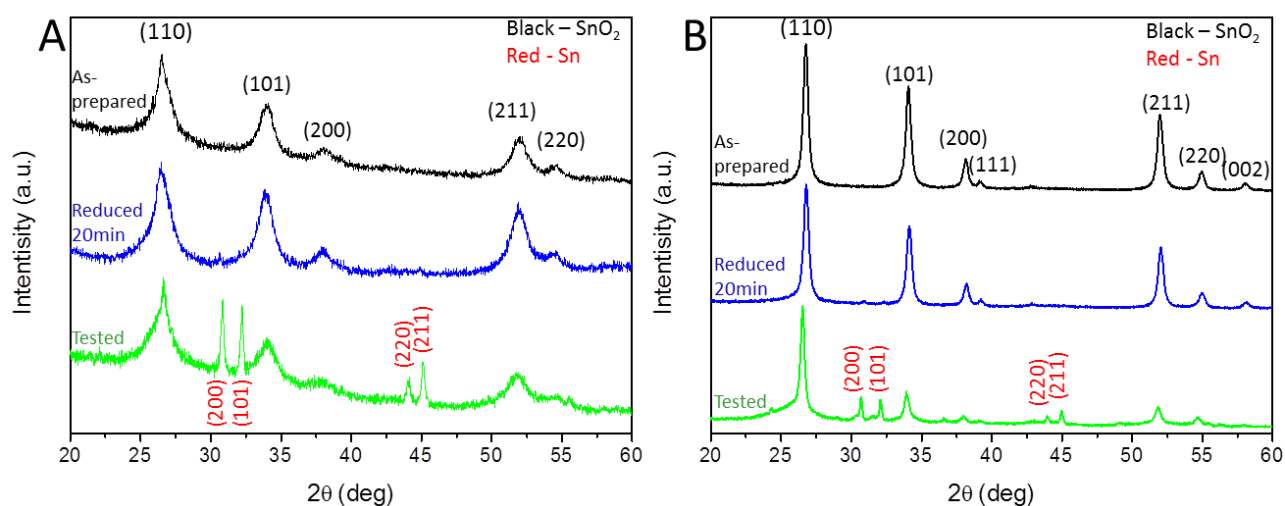 A
Black – SnO₂
Red - Sn
(110)
As-
prepared
(101)
(200)
(211)
(220)
Reduced
20min
Tested
(200)
(101)
(220)
(211)
20 25 30 35 40 45 50 55 60
2θ (deg)
Intentisity (a.u.)
B
Black – SnO₂
Red - Sn
(110)
(101)
(200)
(111)
(211)
(220)
(002)
As-
prepared
Reduced
20min
Tested
(200)
(101)
(220)
(211)
20 25 30 35 40 45 50 55 60
2θ (deg)
Intentisity (a.u.)